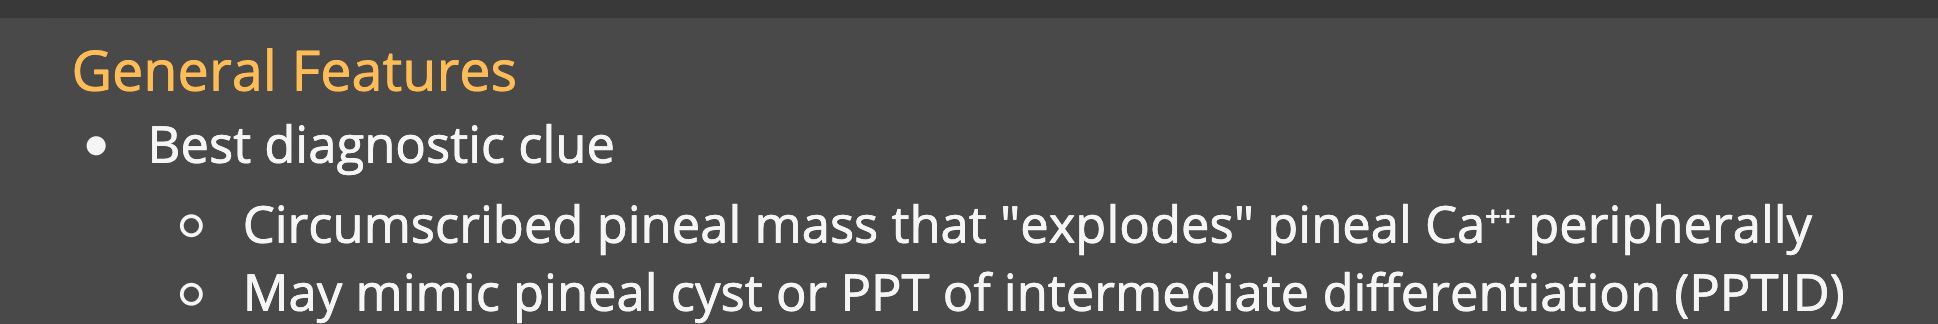 General Features
• Best diagnostic clue
○ Circumscribed pineal mass that "explodes" pineal Ca⁺⁺ peripherally
○ May mimic pineal cyst or PPT of intermediate differentiation (PPTID)